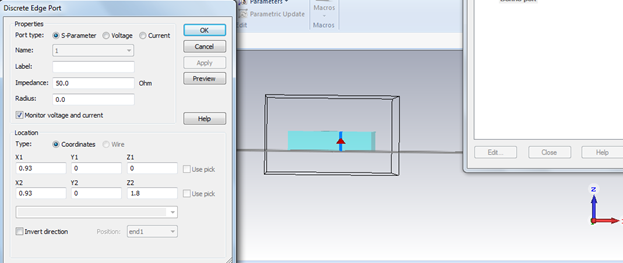 Discrete Edge Port
Properties
Port type: S-Parameter Voltage Current
Name: 1
Label:
Impedance: 50.0 Ohm
Radius: 0.0
Monitor voltage and current
OK
Cancel
Apply
Preview
Help
Location
Type: Coordinates Wire
X1 Y1 Z1
0.93 0 0 Use pick
X2 Y2 Z2
0.93 0 1.8 Use pick
Invert direction Position: end1
Parameters
Parametric Update
Edit
Macros
Macros
Edit... Close Help
Z